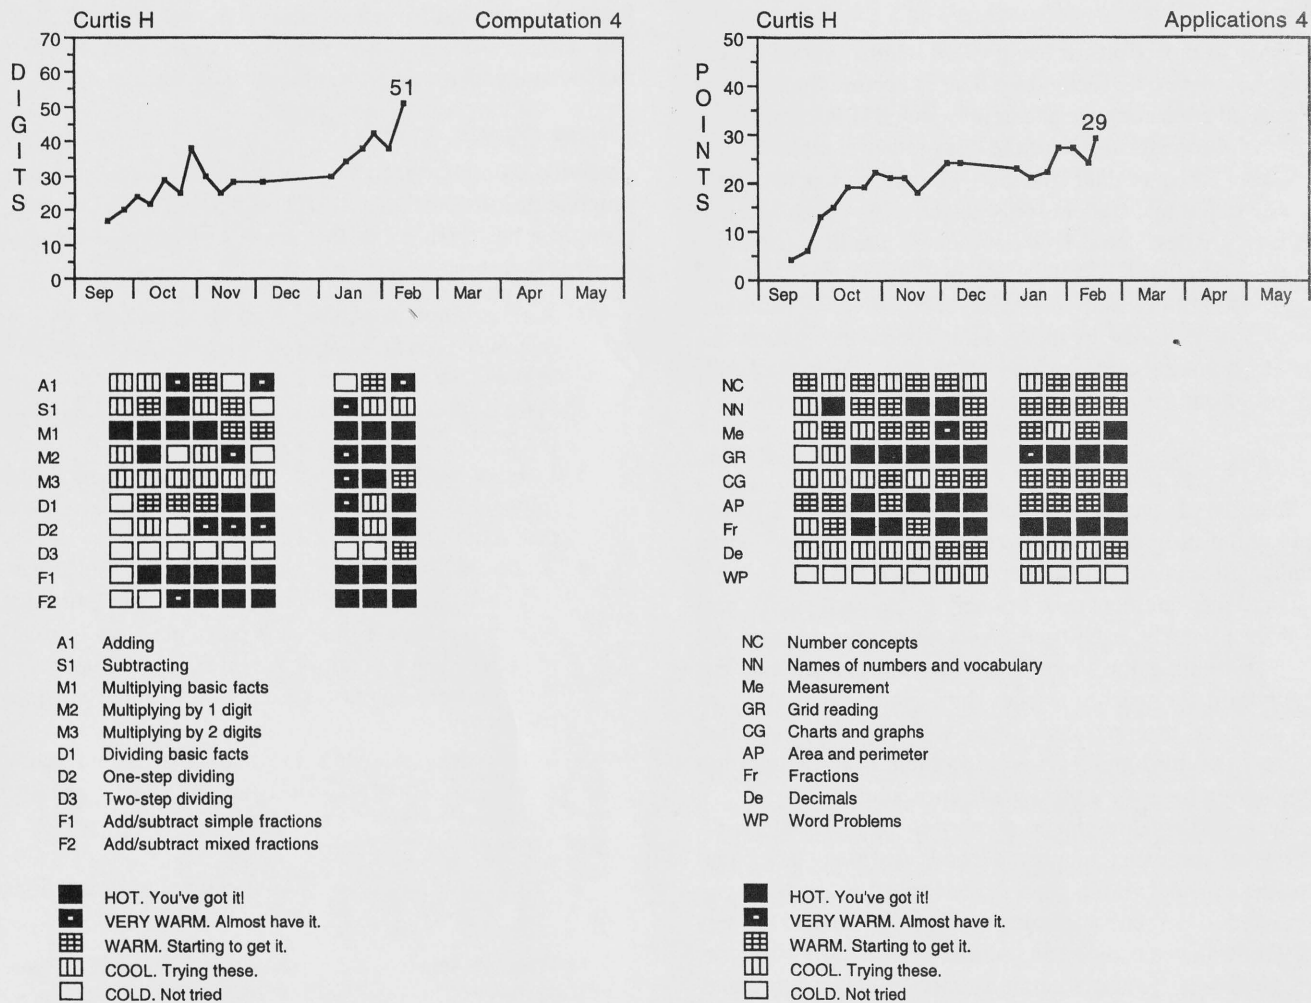 Curtis H Computation 4
70
60
50
40
30
20
10
0
DIGITS
51
Sep Oct Nov Dec Jan Feb Mar Apr May
A1
S1
M1
M2
M3
D1
D2
D3
F1
F2
A1 Adding
S1 Subtracting
M1 Multiplying basic facts
M2 Multiplying by 1 digit
M3 Multiplying by 2 digits
D1 Dividing basic facts
D2 One-step dividing
D3 Two-step dividing
F1 Add/subtract simple fractions
F2 Add/subtract mixed fractions
HOT. You've got it!
VERY WARM. Almost have it.
WARM. Starting to get it.
COOL. Trying these.
COLD. Not tried
Curtis H Applications 4
50
40
30
20
10
0
POINTS
29
Sep Oct Nov Dec Jan Feb Mar Apr May
NC
NN
Me
GR
CG
AP
Fr
De
WP
NC Number concepts
NN Names of numbers and vocabulary
Me Measurement
GR Grid reading
CG Charts and graphs
AP Area and perimeter
Fr Fractions
De Decimals
WP Word Problems
HOT. You've got it!
VERY WARM. Almost have it.
WARM. Starting to get it.
COOL. Trying these.
COLD. Not tried